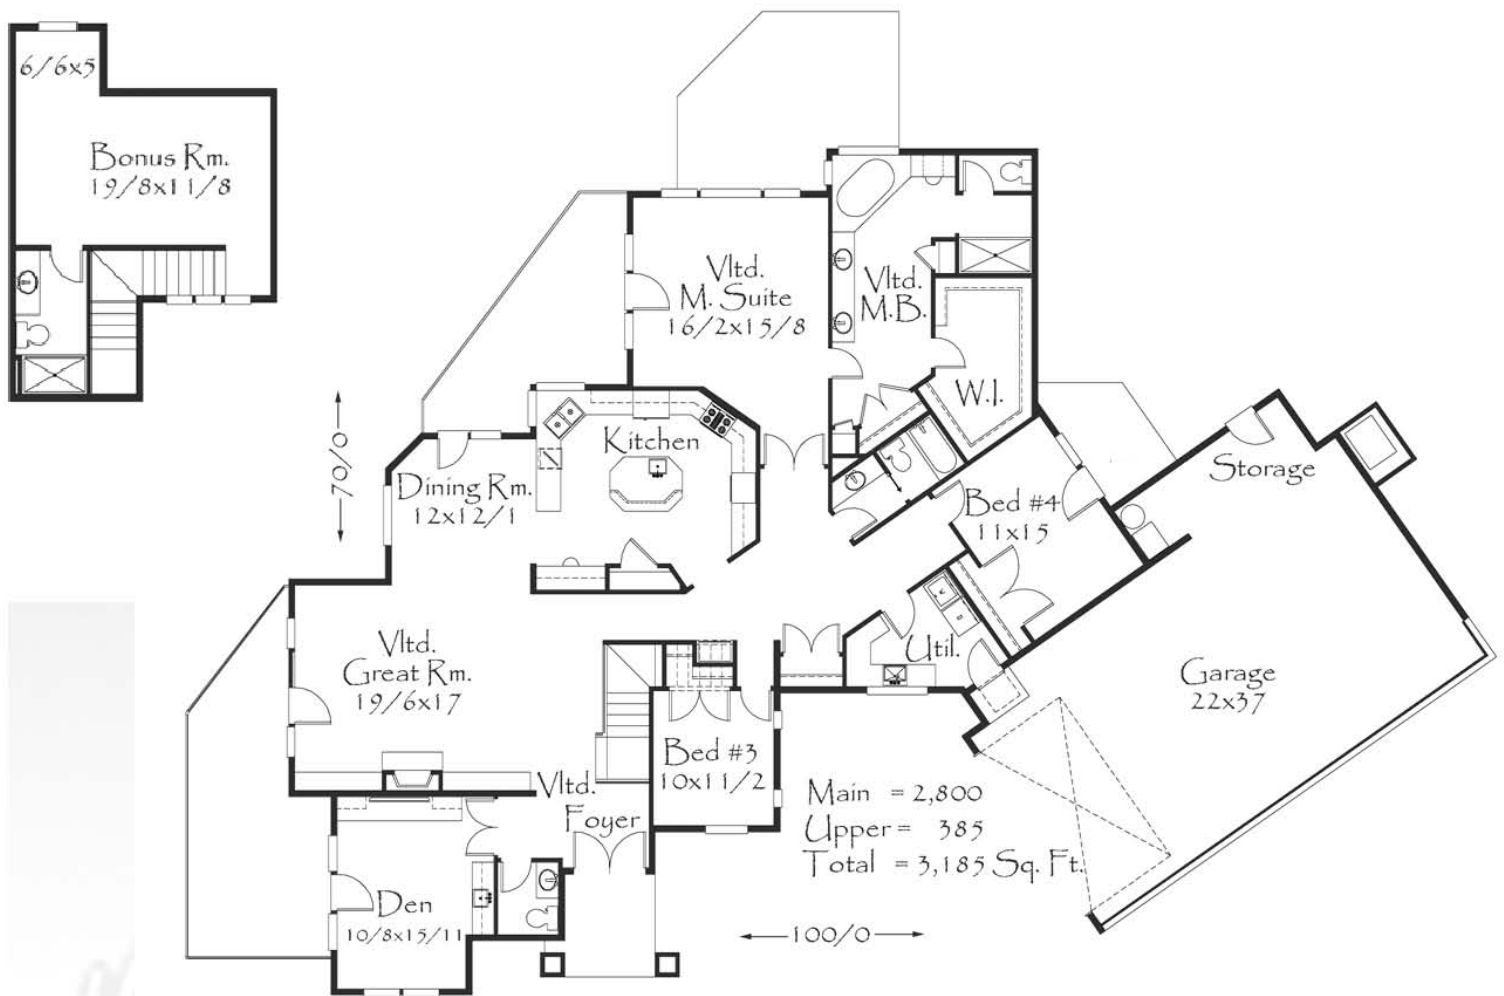 6/6x5
Bonus Rm.
19/8x11/8
Vltd.
M. Suite
16/2x15/8
Vltd.
M.B.
W.I.
70/0
Kitchen
Dining Rm.
12x12/1
Bed #4
11x15
Storage
Vltd.
Great Rm.
19/6x17
Util.
Garage
22x37
Bed #3
10x11/2
Vltd.
Foyer
Main = 2,800
Upper = 385
Total = 3,185 Sq. Ft.
Den
10/8x15/11
100/0